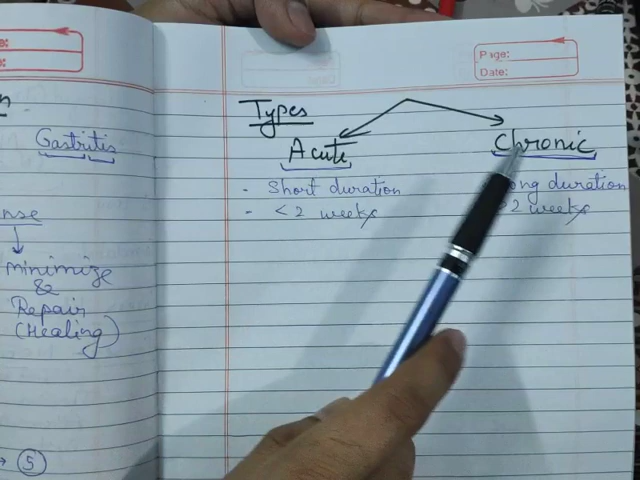 e:
e:
n
Gastritis
nse
minimize
&
Repair
(Healing)
→ 5
Page:
Date:
Types
Acute
Chronic
- Short duration
ong duration
- < 2 weeks
2 weeks